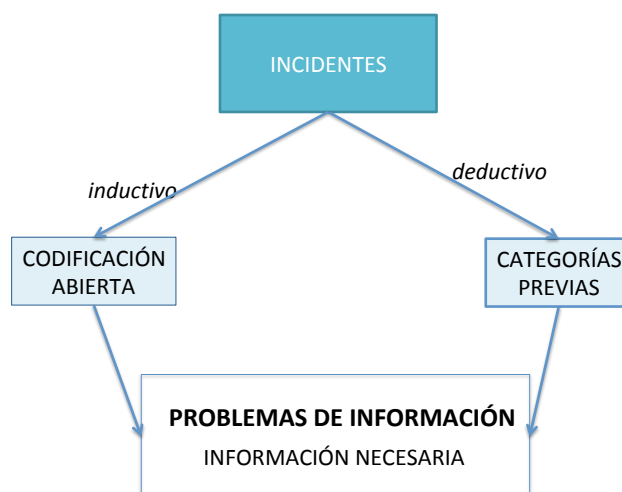 INCIDENTES
deductivo
inductivo
CODIFICACIÓN
ABIERTA
CATEGORÍAS
PREVIAS
PROBLEMAS DE INFORMACIÓN
INFORMACIÓN NECESARIA